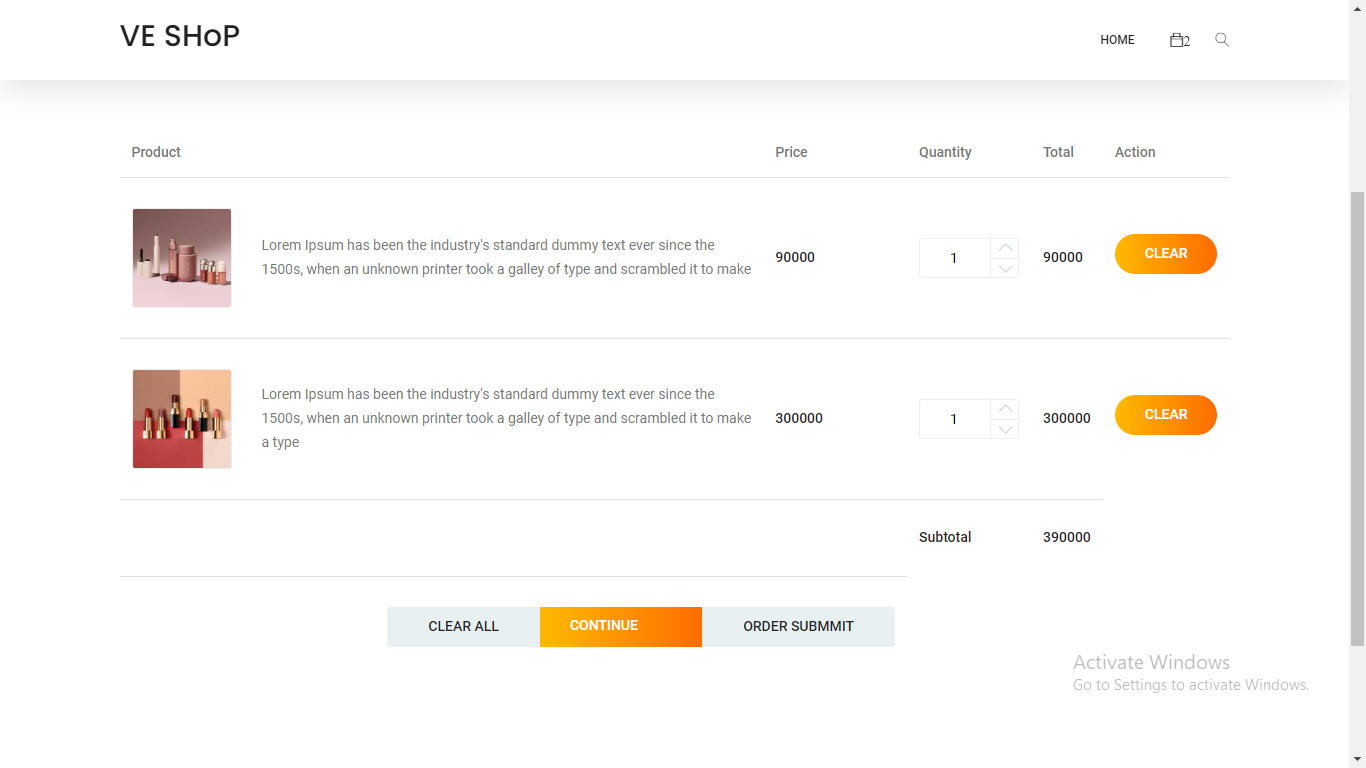 VE SHoP
HOME
2
Product Price Quantity Total Action
Lorem Ipsum has been the industry's standard dummy text ever since the
1500s, when an unknown printer took a galley of type and scrambled it to make
90000 1 90000 CLEAR
Lorem Ipsum has been the industry's standard dummy text ever since the
1500s, when an unknown printer took a galley of type and scrambled it to make
a type
300000 1 300000 CLEAR
Subtotal 390000
CLEAR ALL CONTINUE ORDER SUBMMIT
Activate Windows
Go to Settings to activate Windows.